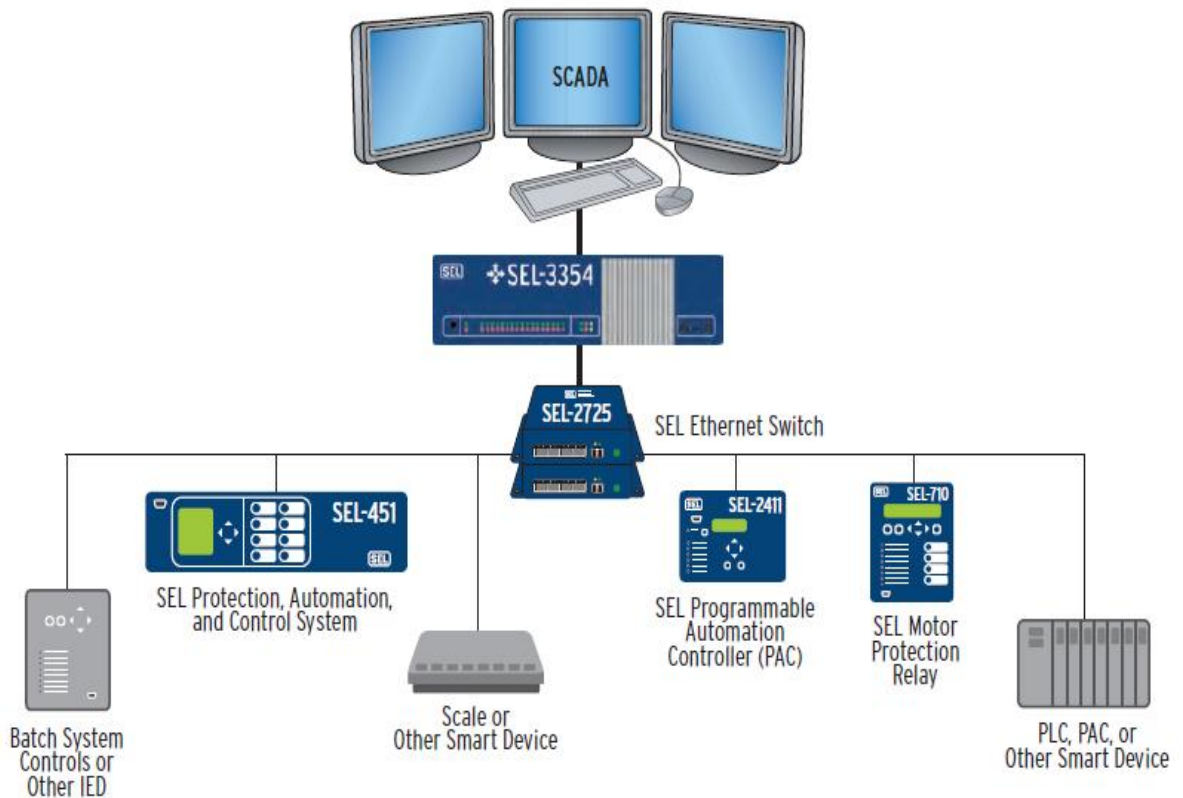 SCADA
SEL
SEL-3354
SEL-2725
SEL Ethernet Switch
SEL-451
SEL
SEL Protection, Automation,
and Control System
SEL
SEL-2411
SEL Programmable
Automation
Controller (PAC)
SEL
SEL-710
SEL Motor
Protection
Relay
Batch System
Controls or
Other IED
Scale or
Other Smart Device
PLC, PAC, or
Other Smart Device